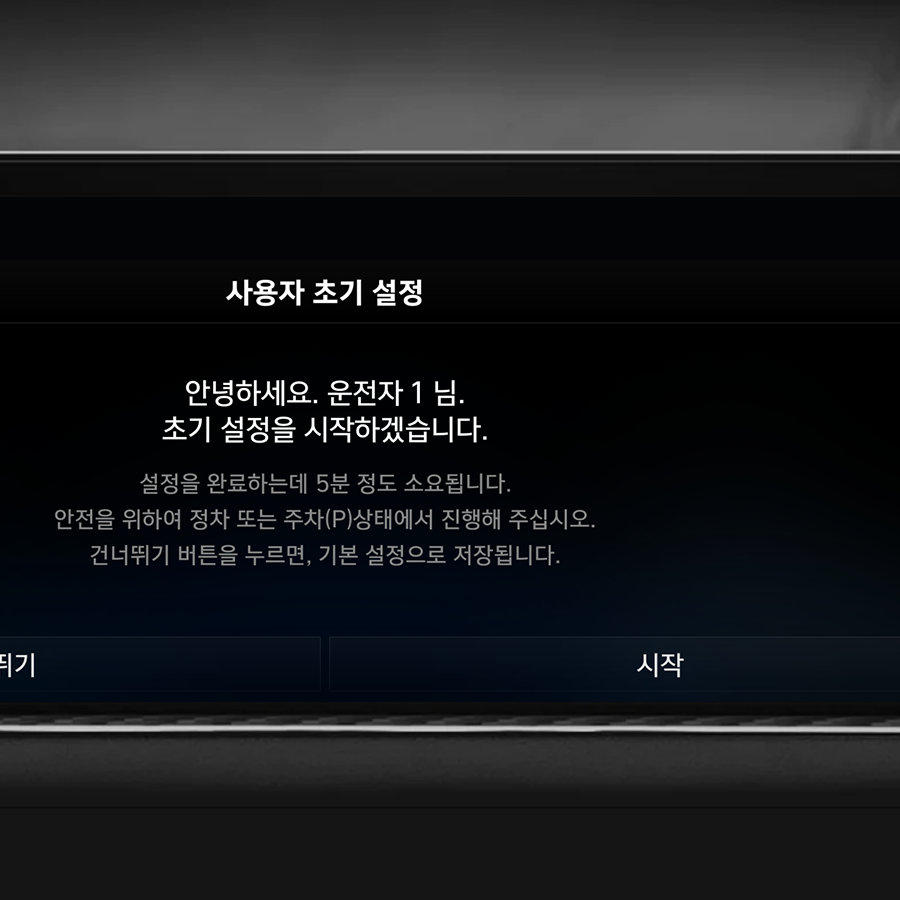 사용자 초기 설정
안녕하세요. 운전자 1 님.
초기 설정을 시작하겠습니다.
설정을 완료하는데 5분 정도 소요됩니다.
안전을 위하여 정차 또는 주차(P)상태에서 진행해 주십시오.
건너뛰기 버튼을 누르면, 기본 설정으로 저장됩니다.
뛰기 시작